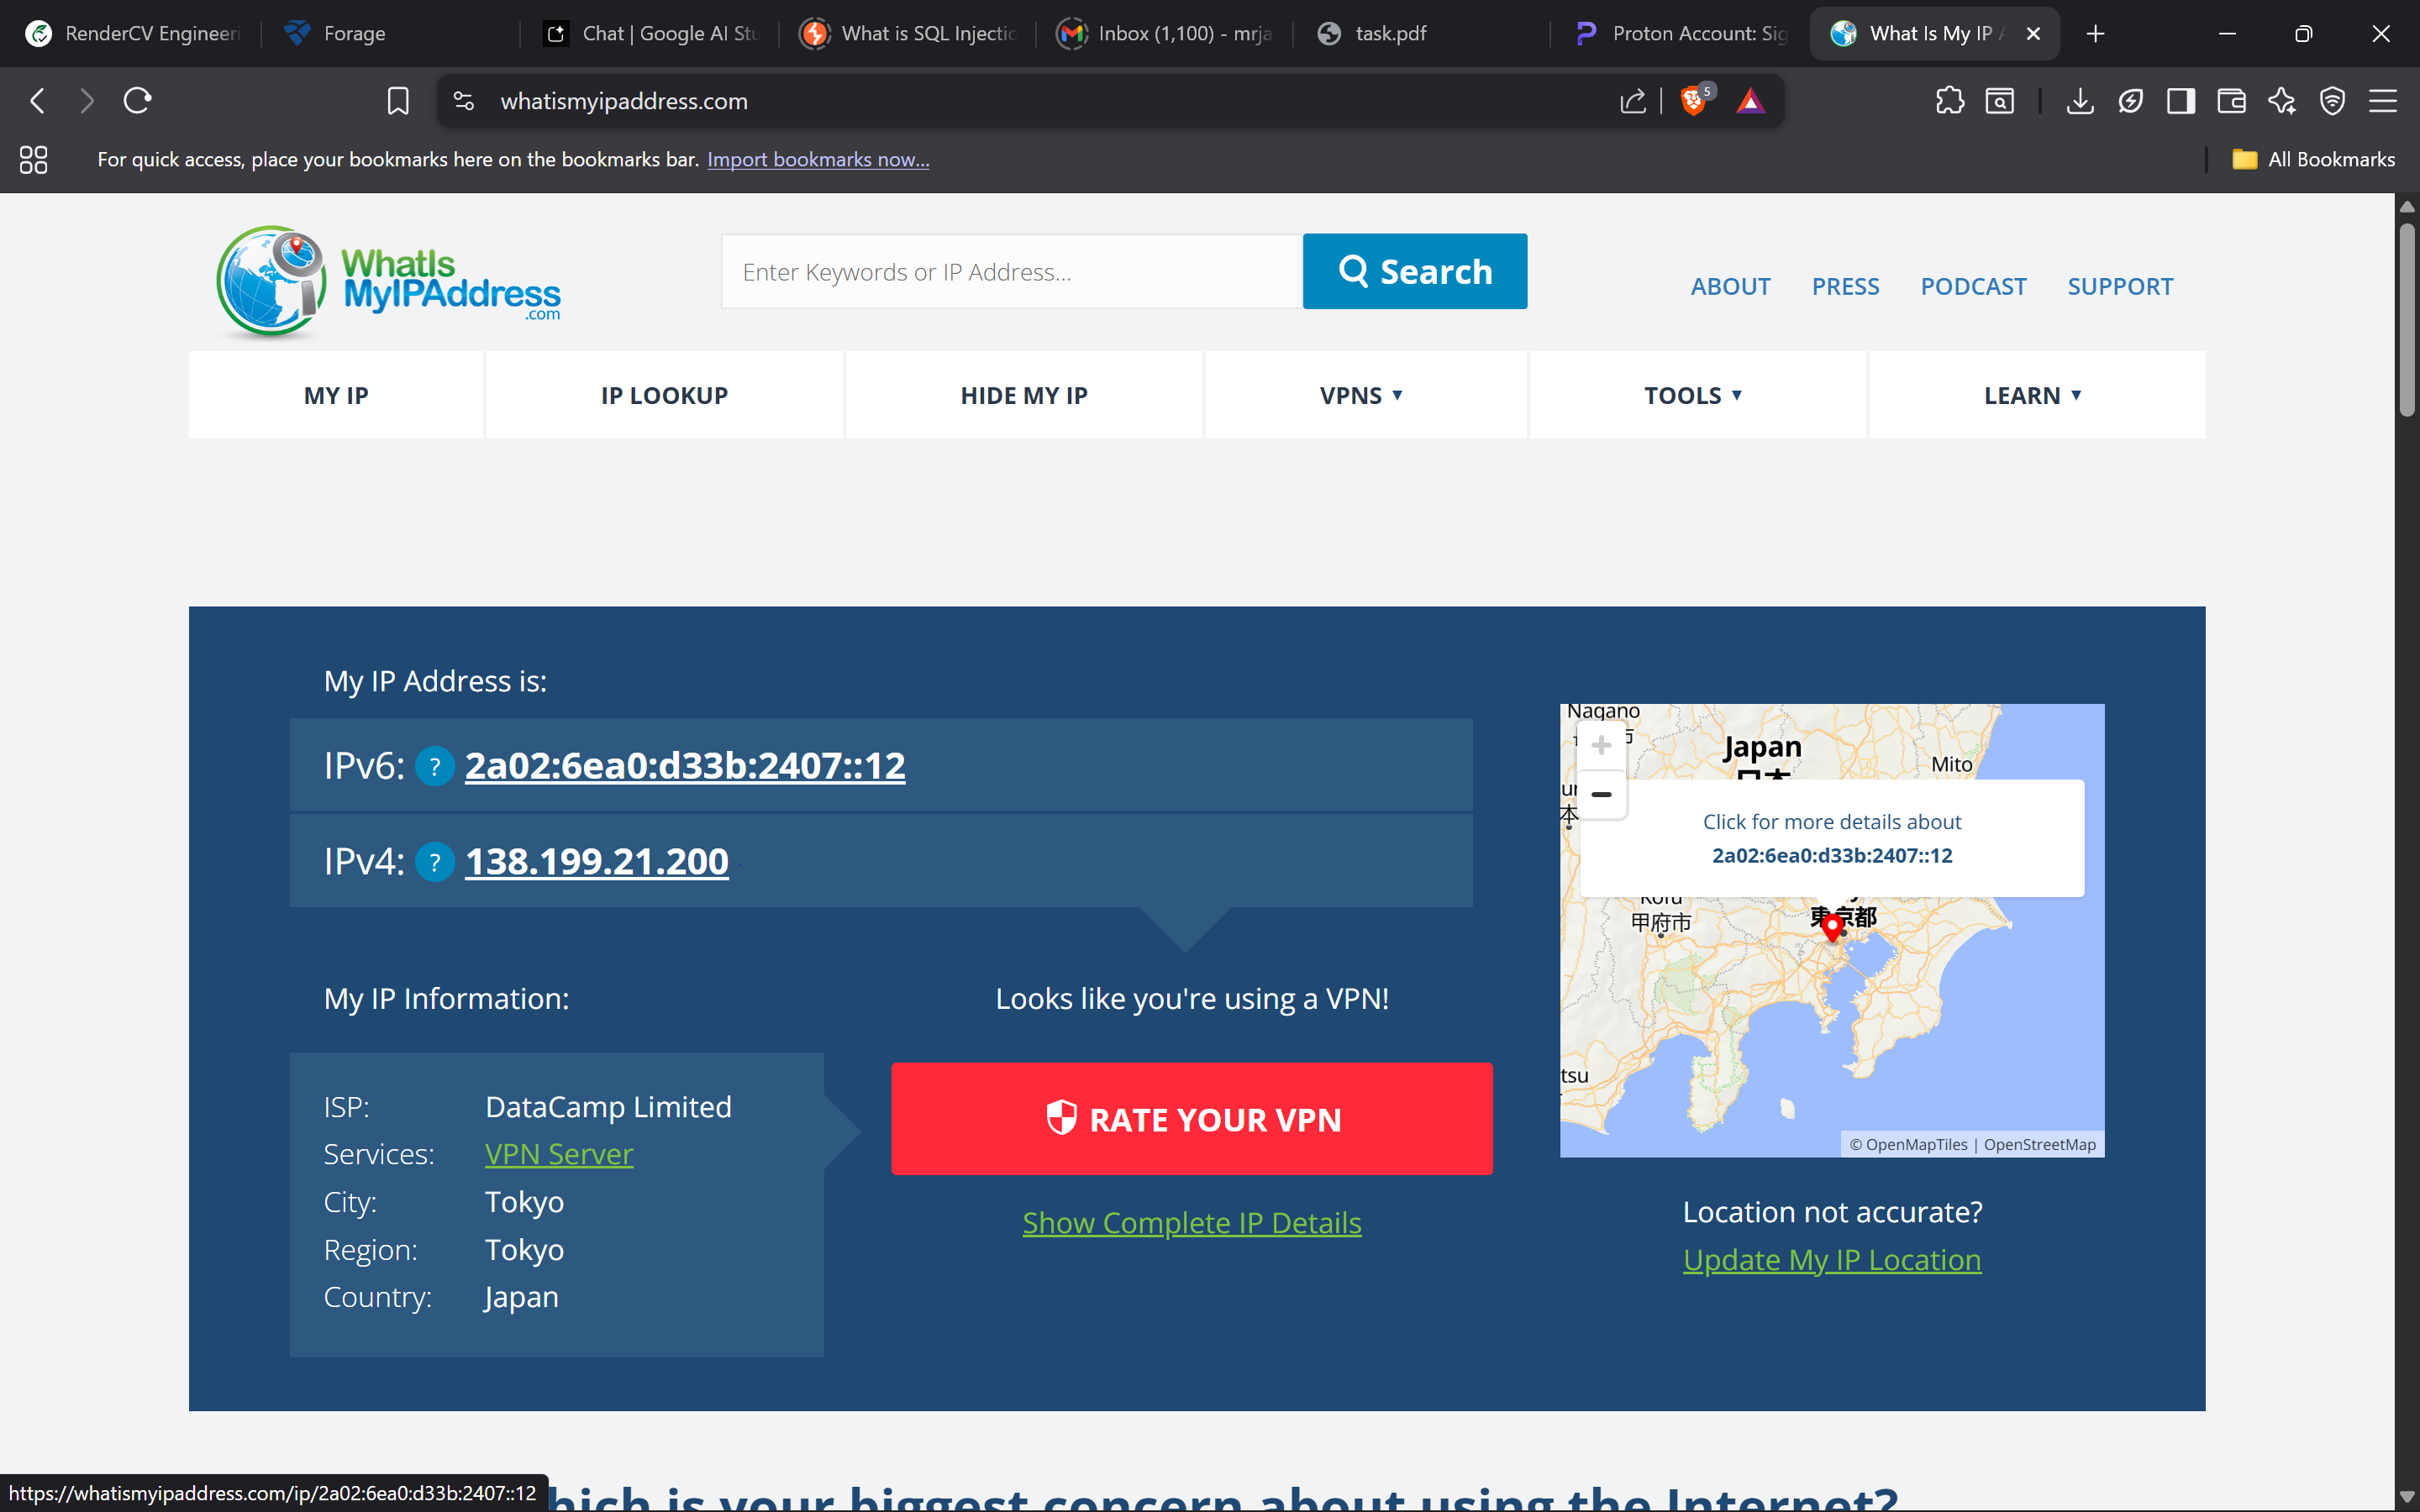 RenderCV Engineeri
Forage
Chat | Google AI Stu
What is SQL Injectio
Inbox (1,100) - mrja
task.pdf
Proton Account: Sig
What Is My IP A
whatismyipaddress.com
5
For quick access, place your bookmarks here on the bookmarks bar. Import bookmarks now...
All Bookmarks
WhatIs
MyIPAddress
.com
Enter Keywords or IP Address...
Search
ABOUT
PRESS
PODCAST
SUPPORT
MY IP
IP LOOKUP
HIDE MY IP
VPNS ▼
TOOLS ▼
LEARN ▼
My IP Address is:
IPv6: ? 2a02:6ea0:d33b:2407::12
IPv4: ? 138.199.21.200
My IP Information:
ISP: DataCamp Limited
Services: VPN Server
City: Tokyo
Region: Tokyo
Country: Japan
Looks like you're using a VPN!
RATE YOUR VPN
Show Complete IP Details
Nagano
Japan
Mito
Click for more details about
2a02:6ea0:d33b:2407::12
甲府市
東京都
tsu
© OpenMapTiles | OpenStreetMap
Location not accurate?
Update My IP Location
hich is your biggest concern about using the Internet?
https://whatismyipaddress.com/ip/2a02:6ea0:d33b:2407::12